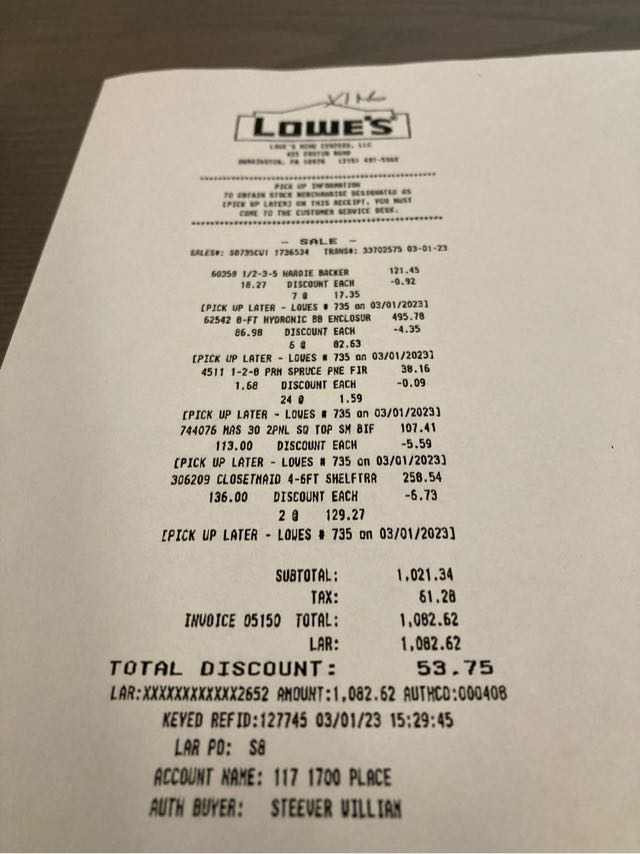 LOWE'S
LOWE'S HOME CENTERS, LLC
PICK UP INFORMATION
TO OBTAIN STOCK MERCHANDISE DESIGNATED AS
[PICK UP LATER] ON THIS RECEIPT, YOU MUST
COME TO THE CUSTOMER SERVICE DESK.
- SALE -
SALES#: S0735CU1 1736534 TRANS#: 33702575 03-01-23
60358 1/2-3-5 HARDIE BACKER 121.45
18.27 DISCOUNT EACH -0.92
7 @ 17.35
[PICK UP LATER - LOWES # 735 on 03/01/2023]
62542 8-FT HYDRONIC BB ENCLOSUR 495.78
86.98 DISCOUNT EACH -4.35
6 @ 82.63
[PICK UP LATER - LOWES # 735 on 03/01/2023]
4511 1-2-8 PRM SPRUCE PNE FIR 38.16
1.68 DISCOUNT EACH -0.09
24 @ 1.59
[PICK UP LATER - LOWES # 735 on 03/01/2023]
744076 MAS 30 2PNL SQ TOP SM BIF 107.41
113.00 DISCOUNT EACH -5.59
[PICK UP LATER - LOWES # 735 on 03/01/2023]
306209 CLOSETMAID 4-6FT SHELFTRA 258.54
136.00 DISCOUNT EACH -6.73
2 @ 129.27
[PICK UP LATER - LOWES # 735 on 03/01/2023]
SUBTOTAL: 1,021.34
TAX: 61.28
INVOICE 05150 TOTAL: 1,082.62
LAR: 1,082.62
TOTAL DISCOUNT: 53.75
LAR:XXXXXXXXXXXX2652 AMOUNT:1,082.62 AUTHCD:000408
KEYED REFID:127745 03/01/23 15:29:45
LAR PO: S8
ACCOUNT NAME: 117 1700 PLACE
AUTH BUYER: STEEVER WILLIAM